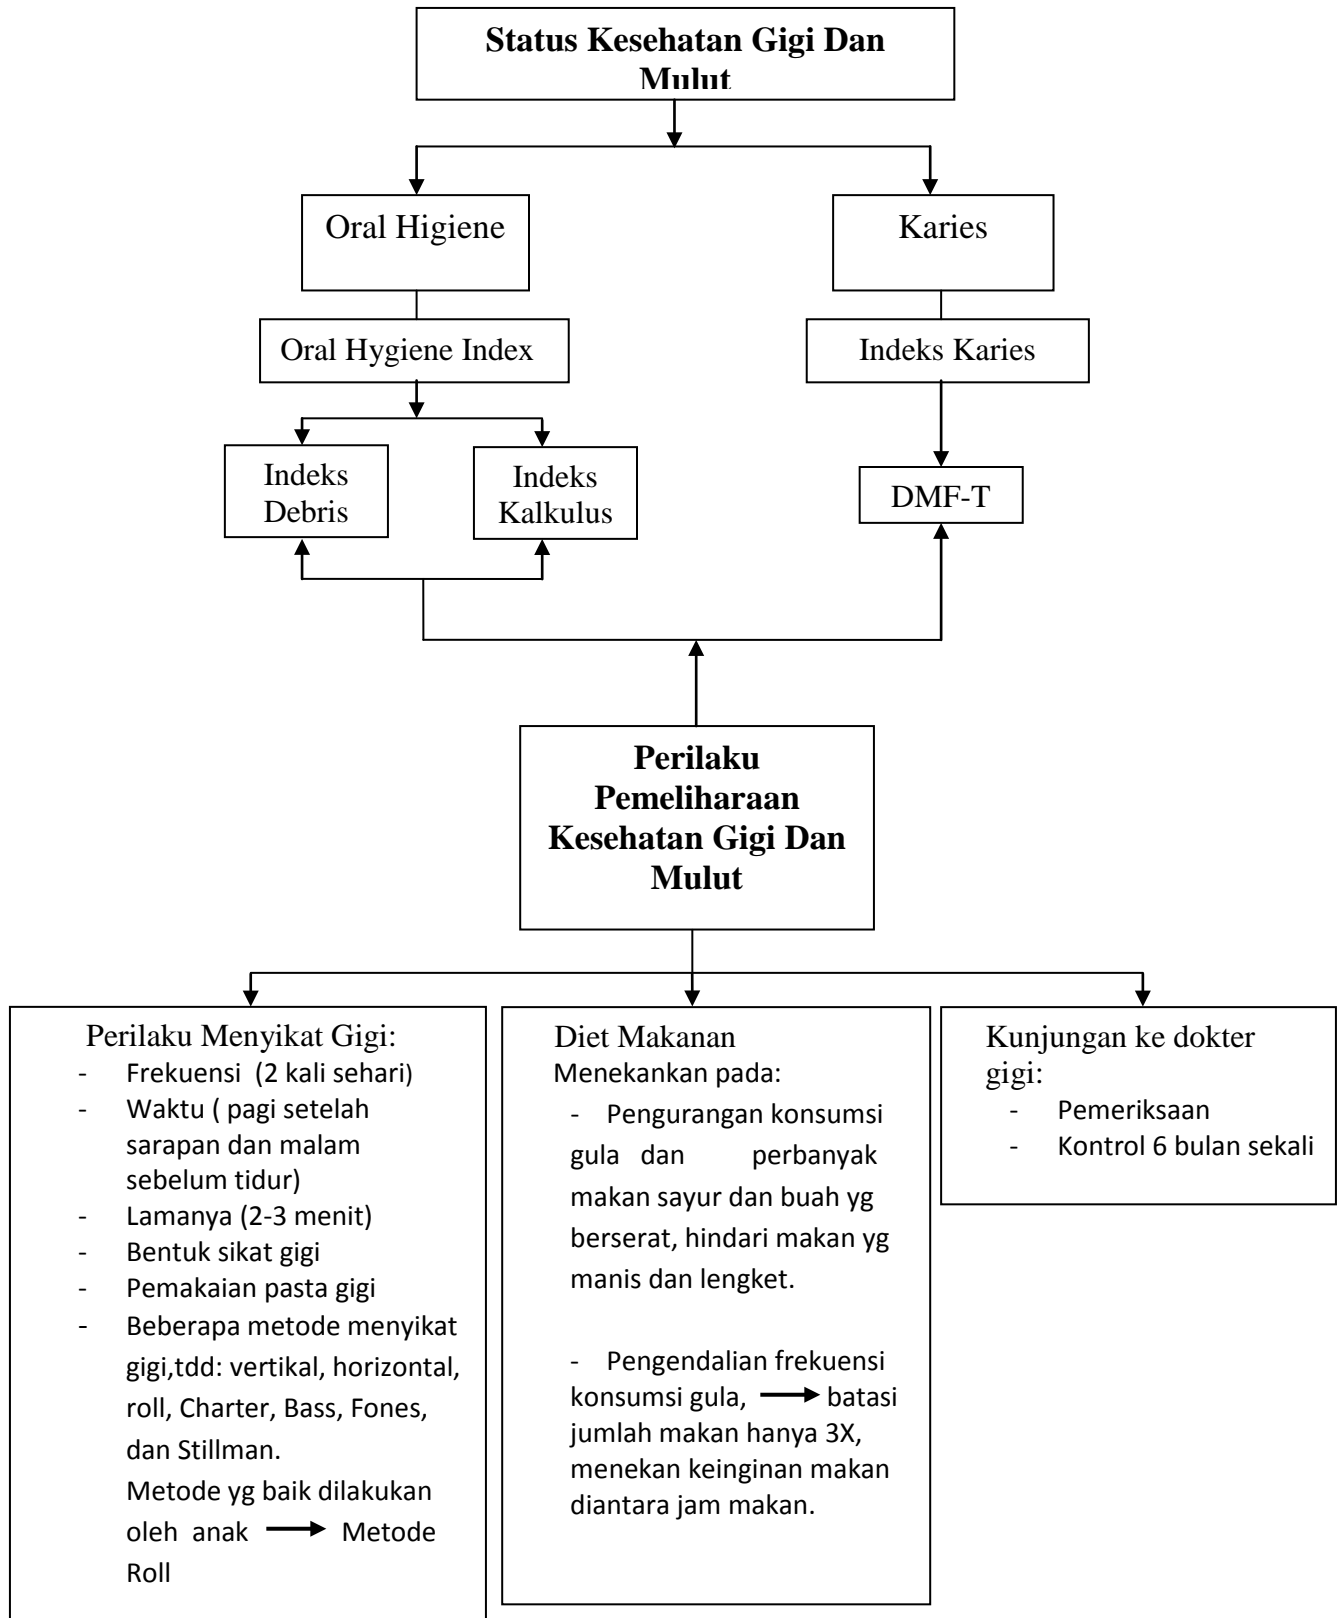 Status Kesehatan Gigi Dan
Mulut
Oral Higiene
Karies
Oral Hygiene Index
Indeks Karies
Indeks
Debris
Indeks
Kalkulus
DMF-T
Perilaku
Pemeliharaan
Kesehatan Gigi Dan
Mulut
Perilaku Menyikat Gigi:
- Frekuensi (2 kali sehari)
- Waktu ( pagi setelah
sarapan dan malam
sebelum tidur)
- Lamanya (2-3 menit)
- Bentuk sikat gigi
- Pemakaian pasta gigi
- Beberapa metode menyikat
gigi,tdd: vertikal, horizontal,
roll, Charter, Bass, Fones,
dan Stillman.
Metode yg baik dilakukan
oleh anak → Metode
Roll
Diet Makanan
Menekankan pada:
- Pengurangan konsumsi
gula dan perbanyak
makan sayur dan buah yg
berserat, hindari makan yg
manis dan lengket.
- Pengendalian frekuensi
konsumsi gula, → batasi
jumlah makan hanya 3X,
menekan keinginan makan
diantara jam makan.
Kunjungan ke dokter
gigi:
- Pemeriksaan
- Kontrol 6 bulan sekali